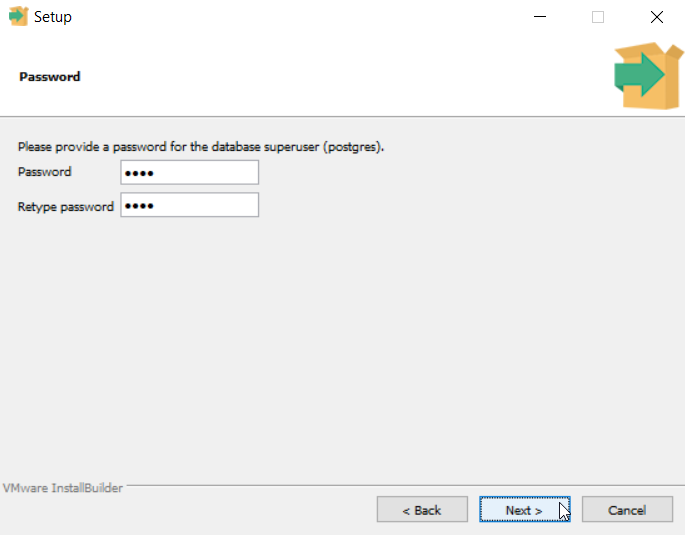 Setup
Password
Please provide a password for the database superuser (postgres).
Password ••••
Retype password ••••
VMware InstallBuilder
< Back Next > Cancel